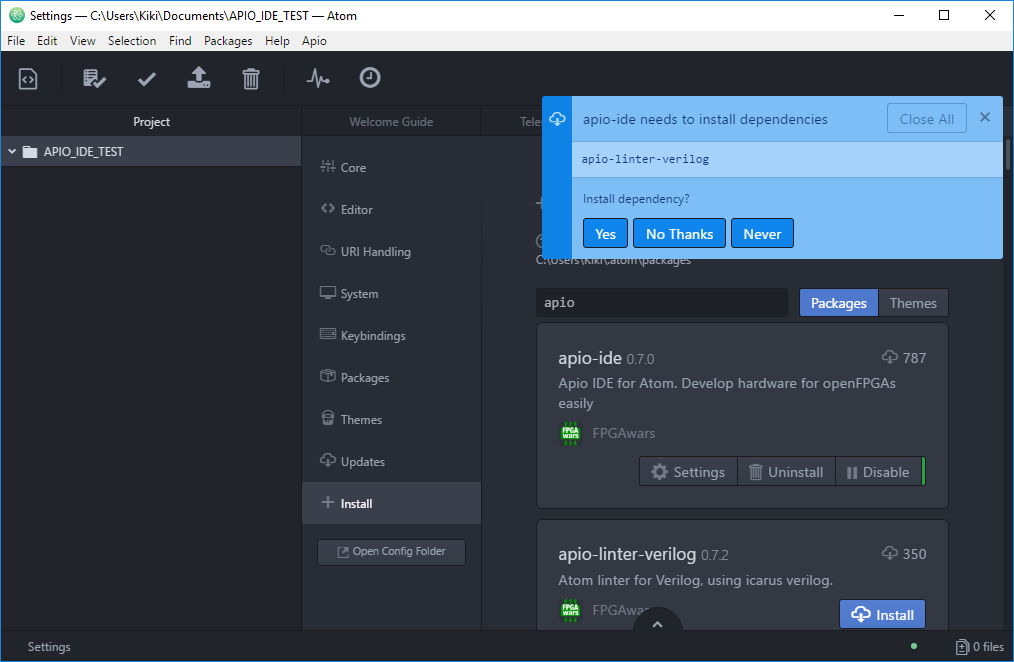 Settings — C:\Users\Kiki\Documents\APIO_IDE_TEST — Atom
File Edit View Selection Find Packages Help Apio
Project
Welcome Guide
apio-ide needs to install dependencies
Close All
apio-linter-verilog
Install dependency?
Yes No Thanks Never
APIO_IDE_TEST
Core
Editor
URI Handling
System
Keybindings
Packages
Themes
Updates
Install
Open Config Folder
C:\Users\Kiki\.atom\packages
apio
Packages Themes
apio-ide 0.7.0
787
Apio IDE for Atom. Develop hardware for openFPGAs
easily
FPGA
wars
FPGAwars
Settings Uninstall Disable
apio-linter-verilog 0.7.2
350
Atom linter for Verilog, using icarus verilog.
FPGA
wars
Install
Settings
0 files